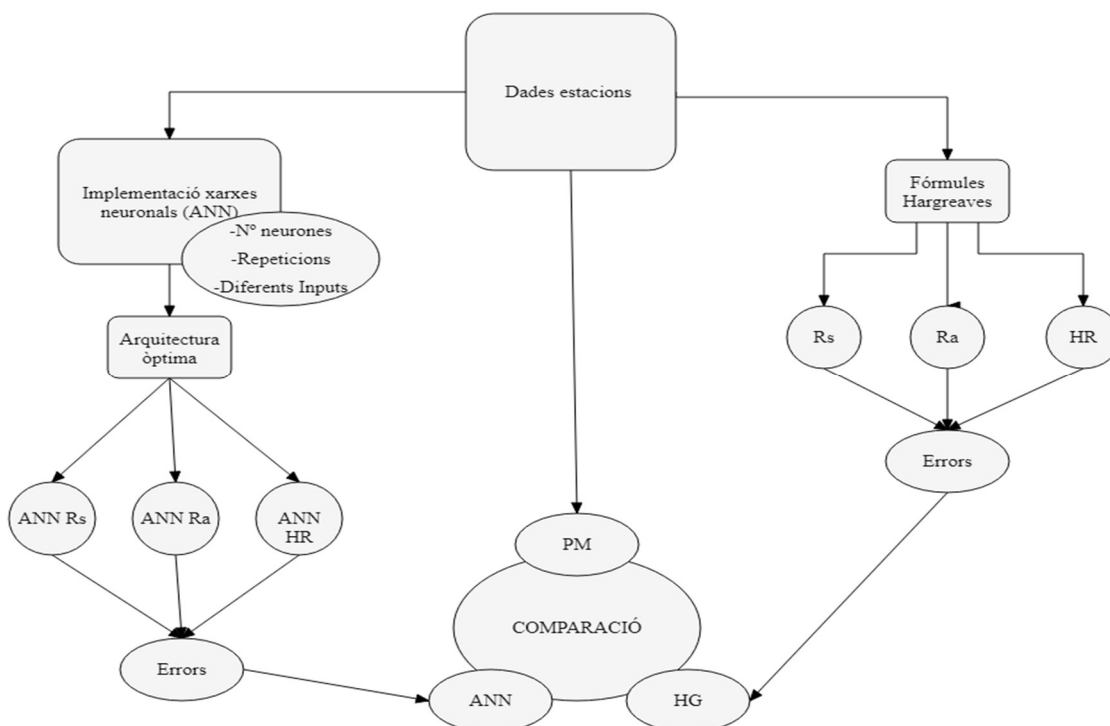 Dades estacions
Implementació xarxes
neuronals (ANN)
-Nº neurones
-Repeticions
-Diferents Inputs
Fórmules
Hargreaves
Arquitectura
òptima
Rs
Ra
HR
Errors
ANN Rs
ANN Ra
ANN
HR
PM
COMPARACIÓ
Errors
ANN
HG